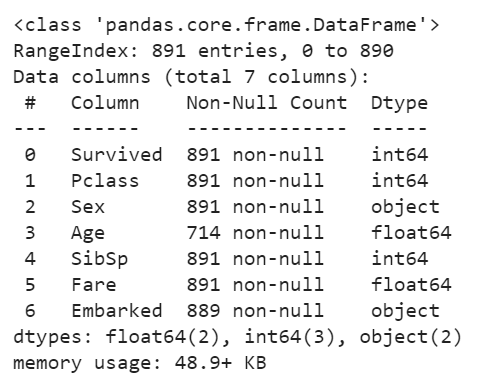 <class 'pandas.core.frame.DataFrame'>
RangeIndex: 891 entries, 0 to 890
Data columns (total 7 columns):
 #   Column    Non-Null Count  Dtype
---  ------    --------------  -----
 0   Survived  891 non-null    int64
 1   Pclass    891 non-null    int64
 2   Sex       891 non-null    object
 3   Age       714 non-null    float64
 4   SibSp     891 non-null    int64
 5   Fare      891 non-null    float64
 6   Embarked  889 non-null    object
dtypes: float64(2), int64(3), object(2)
memory usage: 48.9+ KB